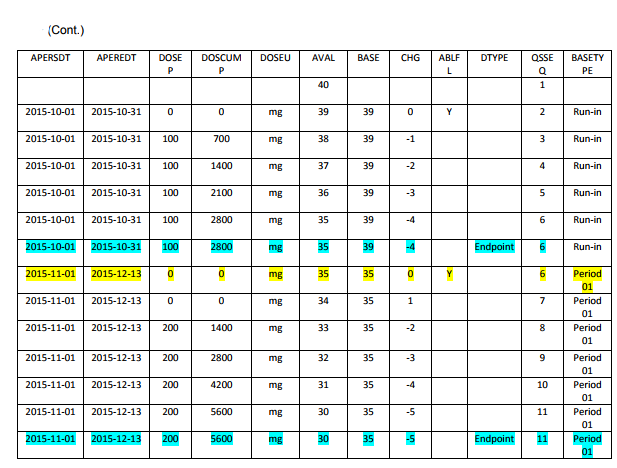 (Cont.)
APERSDT APEREDT DOSE P DOSCUM P DOSEU AVAL BASE CHG ABLF L DTYPE QSSE Q BASETY PE
40 1
2015-10-01 2015-10-31 0 0 mg 39 39 0 Y 2 Run-in
2015-10-01 2015-10-31 100 700 mg 38 39 -1 3 Run-in
2015-10-01 2015-10-31 100 1400 mg 37 39 -2 4 Run-in
2015-10-01 2015-10-31 100 2100 mg 36 39 -3 5 Run-in
2015-10-01 2015-10-31 100 2800 mg 35 39 -4 6 Run-in
2015-10-01 2015-10-31 100 2800 mg 35 39 -4 Endpoint 6 Run-in
2015-11-01 2015-12-13 0 0 mg 35 35 0 Y 6 Period 01
2015-11-01 2015-12-13 0 0 mg 34 35 1 7 Period 01
2015-11-01 2015-12-13 200 1400 mg 33 35 -2 8 Period 01
2015-11-01 2015-12-13 200 2800 mg 32 35 -3 9 Period 01
2015-11-01 2015-12-13 200 4200 mg 31 35 -4 10 Period 01
2015-11-01 2015-12-13 200 5600 mg 30 35 -5 11 Period 01
2015-11-01 2015-12-13 200 5600 mg 30 35 -5 Endpoint 11 Period 01